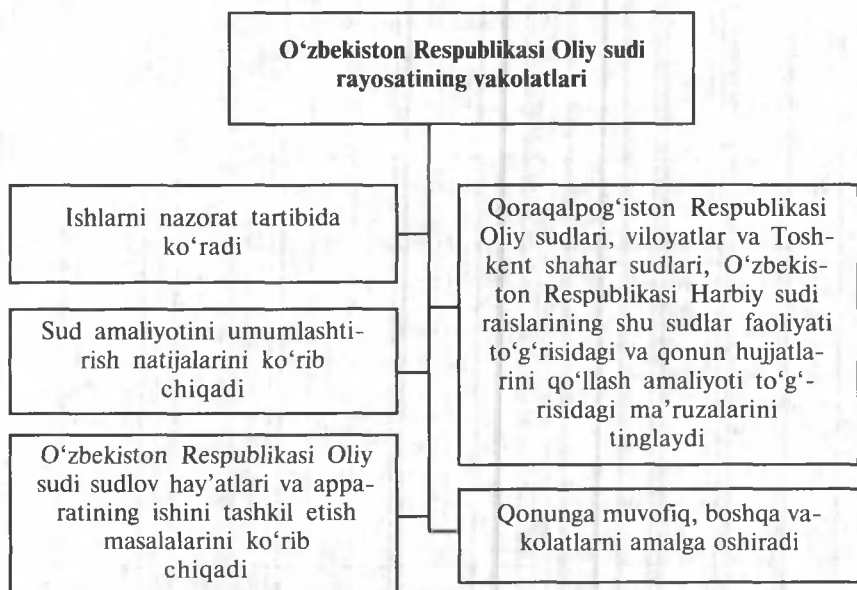 O‘zbekiston Respublikasi Oliy sudi
rayosatining vakolatlari
Ishlarni nazorat tartibida
ko‘radi
Sud amaliyotini umumlashti-
rish natijalarini ko‘rib
chiqadi
O‘zbekiston Respublikasi Oliy
sudi sudlov hay’atlari va appa-
ratining ishini tashkil etish
masalalarini ko‘rib
chiqadi
Qoraqalpog‘iston Respublikasi
Oliy sudlari, viloyatlar va Tosh-
kent shahar sudlari, O‘zbekis-
ton Respublikasi Harbiy sudi
raislarining shu sudlar faoliyati
to‘g‘risidagi va qonun hujjatla-
rini qo‘llash amaliyoti to‘g‘-
risidagi ma’ruzalarini
tinglaydi
Qonunga muvofiq, boshqa va-
kolatlarni amalga oshiradi